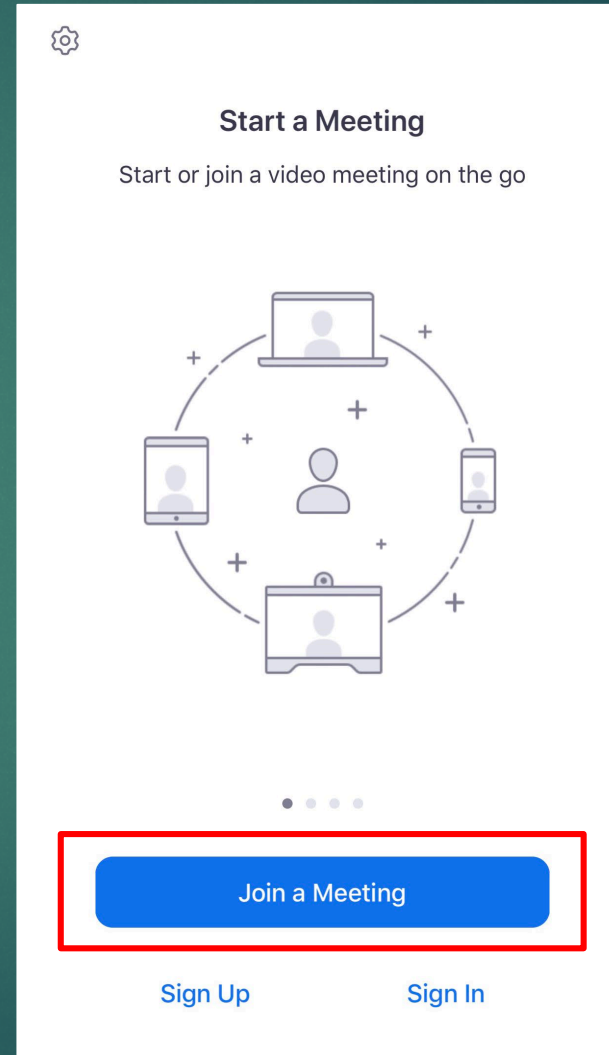 Start a Meeting
Start or join a video meeting on the go
Join a Meeting
Sign Up Sign In